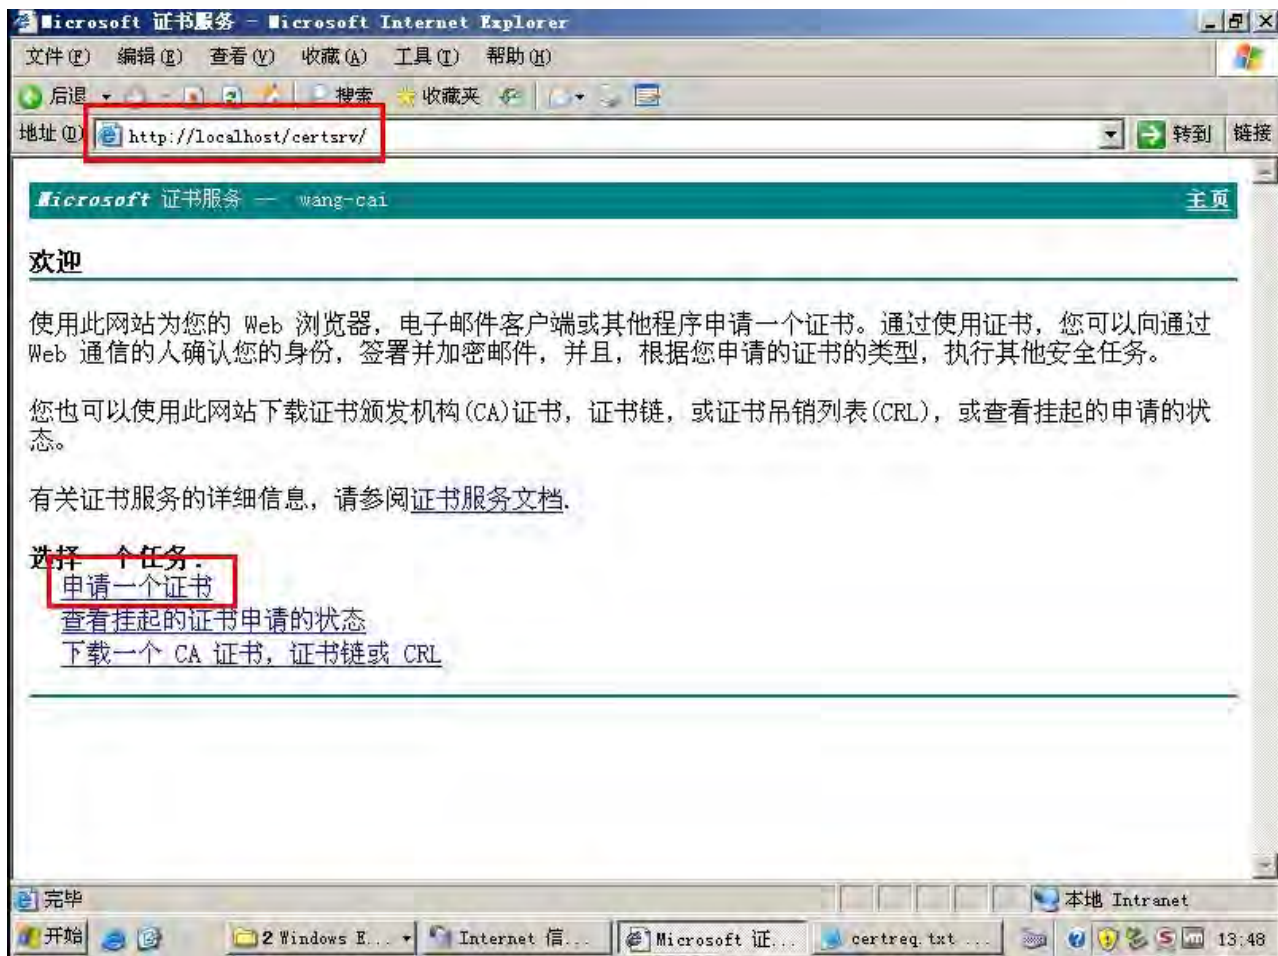 Microsoft 证书服务 - Microsoft Internet Explorer
文件(F) 编辑(E) 查看(V) 收藏(A) 工具(T) 帮助(H)
后退 搜索 收藏夹
地址(D) http://localhost/certsrv/ 转到 链接
Microsoft 证书服务 — wang-cai 主页
欢迎
使用此网站为您的 Web 浏览器，电子邮件客户端或其他程序申请一个证书。通过使用证书，您可以向通过
Web 通信的人确认您的身份，签署并加密邮件，并且，根据您申请的证书的类型，执行其他安全任务。
您也可以使用此网站下载证书颁发机构(CA)证书，证书链，或证书吊销列表(CRL)，或查看挂起的申请的状
态。
有关证书服务的详细信息，请参阅证书服务文档.
选择一个任务:
申请一个证书
查看挂起的证书申请的状态
下载一个 CA 证书，证书链或 CRL
完毕 本地 Intranet
开始 2 Windows E... Internet 信... Microsoft 证... certreq.txt ... 13:48